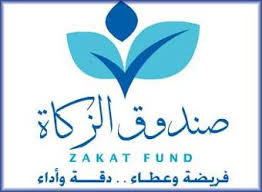 صندوق الزكاة
ZAKAT FUND
فريضة وعطاء .. دقة وأداء